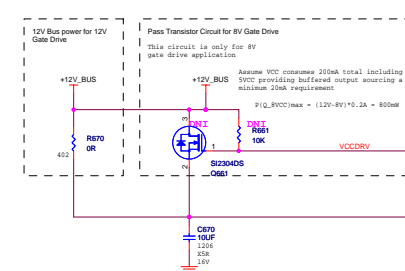 12V Bus power for 12V
Gate Drive
Pass Transistor Circuit for 8V Gate Drive
This circuit is only for 8V
gate drive application
Assume VCC consumes 200mA total including
5VCC providing buffered output sourcing a
minimum 20mA requirement
P(Q_8VCC)max = (12V-8V)*0.2A = 800mW
+12V_BUS
+12V_BUS
R670
0R
402
3
DNI
1
2
SI2304DS
Q661
DNI
R661
10K
VCCDRV
C670
10UF
1206
X5R
16V